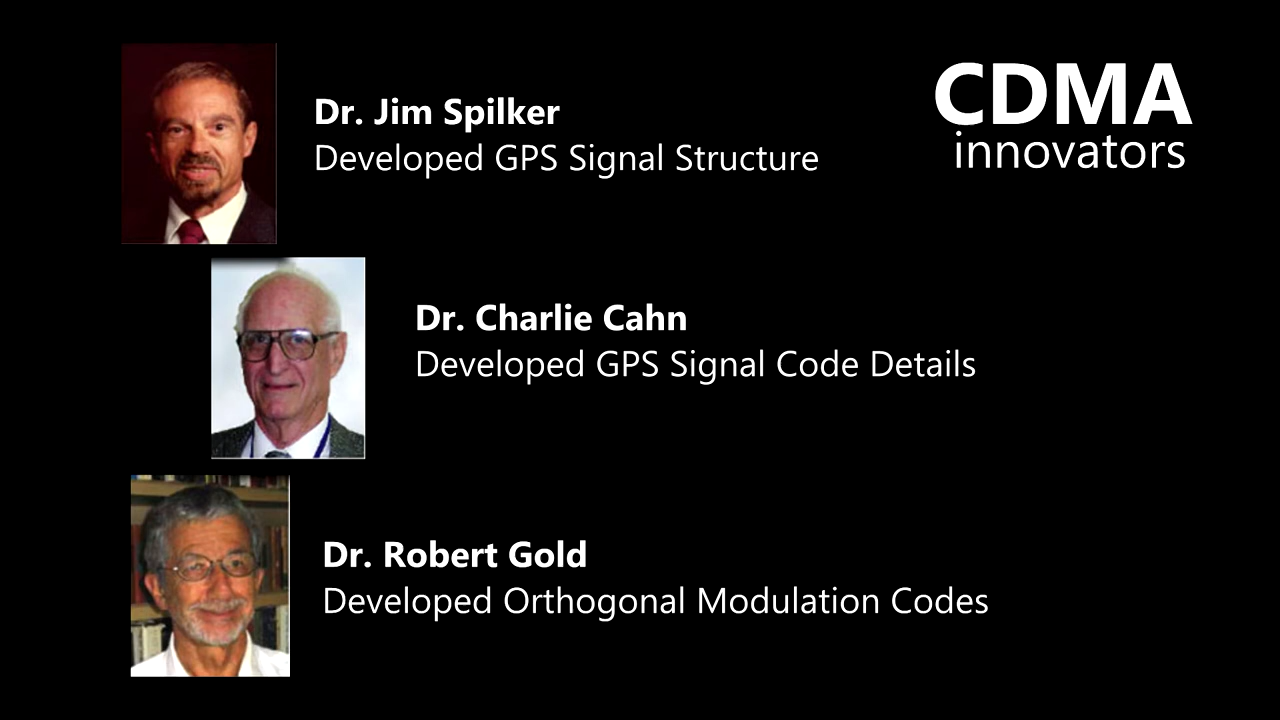 CDMA
innovators
Dr. Jim Spilker
Developed GPS Signal Structure
Dr. Charlie Cahn
Developed GPS Signal Code Details
Dr. Robert Gold
Developed Orthogonal Modulation Codes